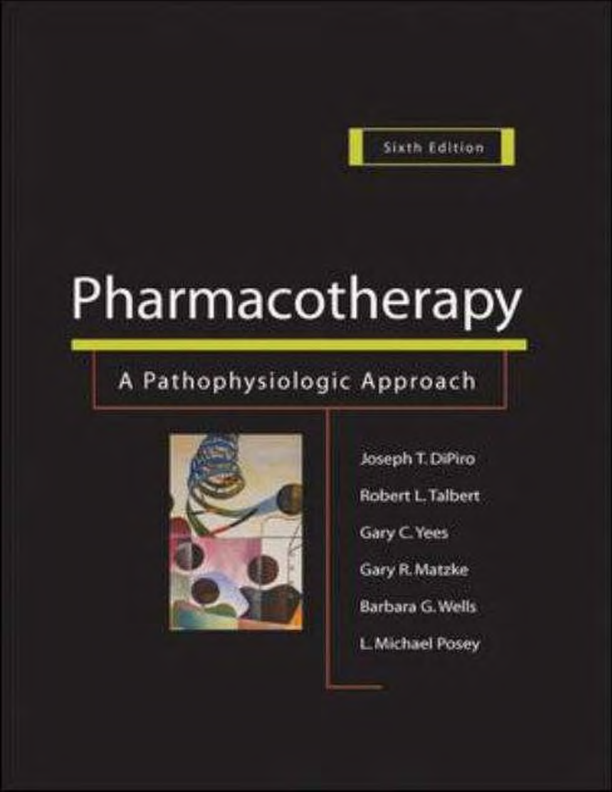 Sixth Edition
Pharmacotherapy
A Pathophysiologic Approach
Joseph T. DiPiro
Robert L. Talbert
Gary C. Yees
Gary R. Matzke
Barbara G. Wells
L. Michael Posey